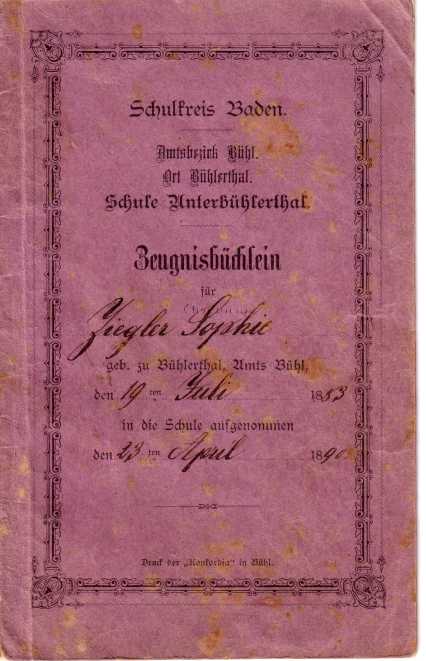 Schulkreis Baden.
Amtsbezirk Bühl.
Ort Bühlerthal.
Schule Unterbühlerthal.
Zeugnisbüchlein
für
Ziegler Sophie
geb. zu Bühlerthal, Amts Bühl,
den 19 ten Juli 1883
in die Schule aufgenommen
den 23 ten April 1890
Druck der „Konkordia" in Bühl.